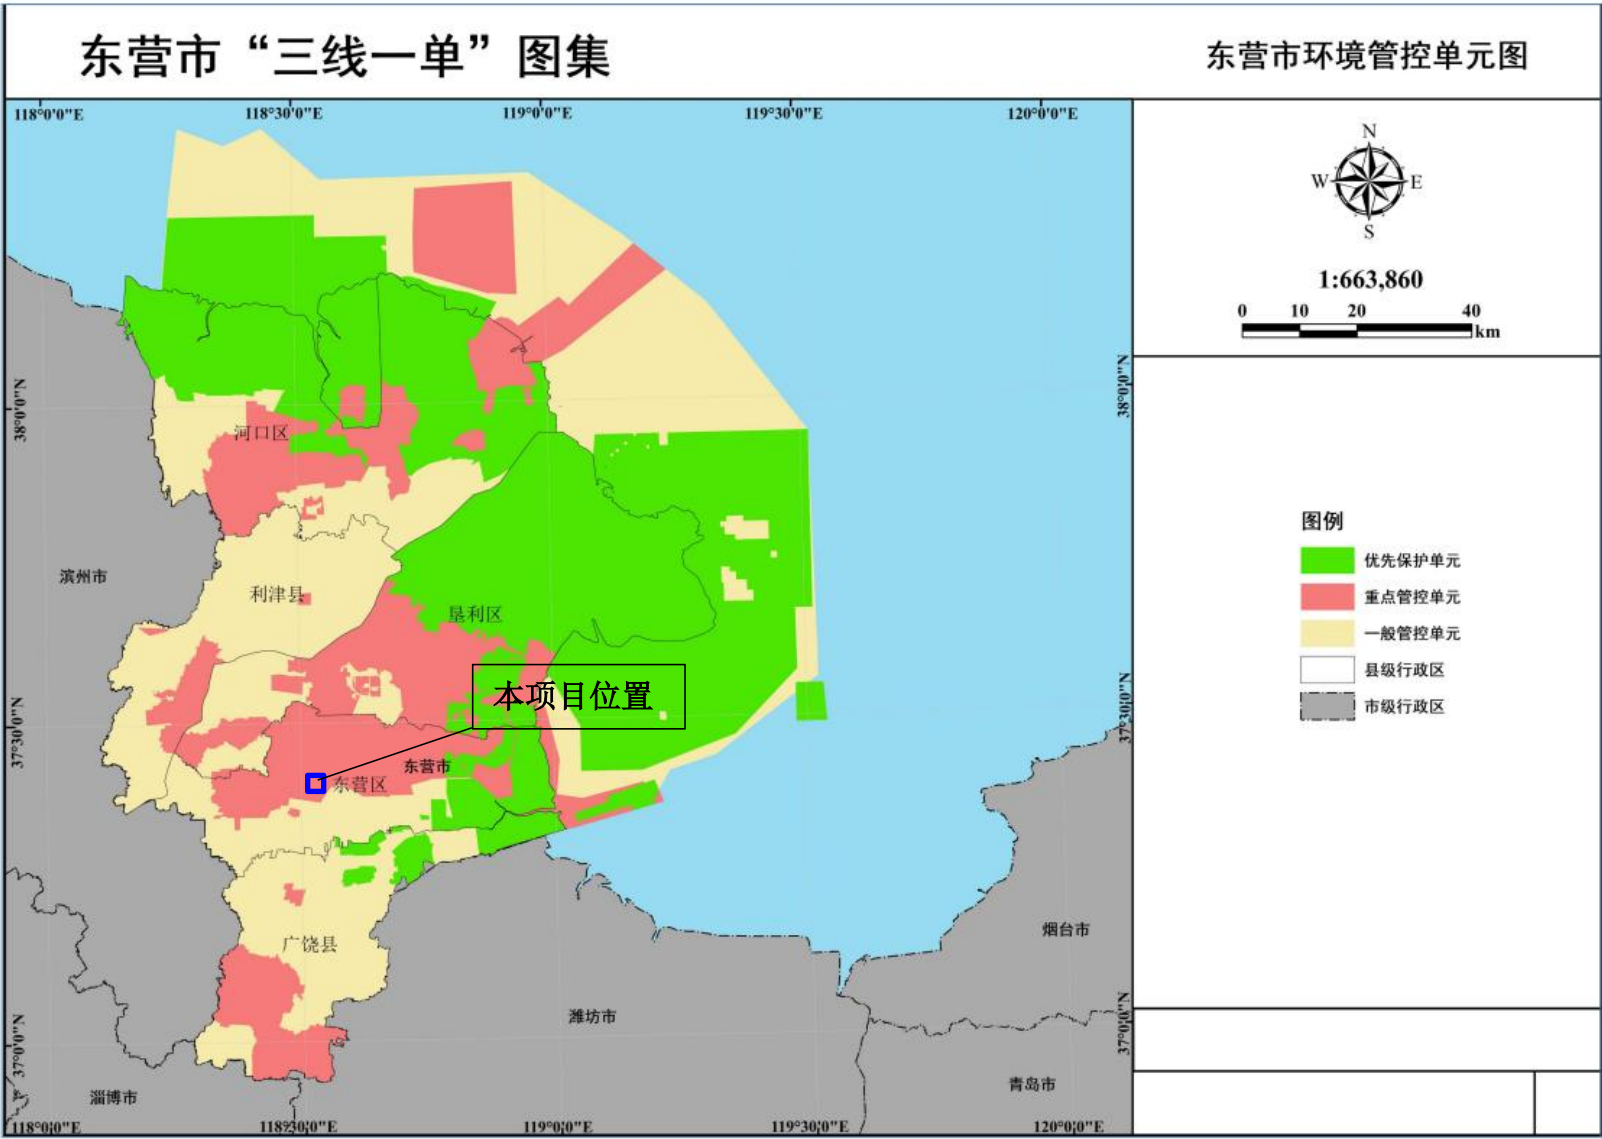 东营市“三线一单”图集
东营市环境管控单元图
118°0'0"E
118°30'0"E
119°0'0"E
119°30'0"E
120°0'0"E
N
W
E
S
1:663,860
0 10 20 40
km
38°0'0"N
38°0'0"N
河口区
图例
优先保护单元
重点管控单元
一般管控单元
县级行政区
市级行政区
滨州市
利津县
垦利区
本项目位置
37°30'0"N
37°30'0"N
东营市
东营区
广饶县
烟台市
潍坊市
37°0'0"N
37°0'0"N
青岛市
淄博市
118°0'0"E
118°30'0"E
119°0'0"E
119°30'0"E
120°0'0"E